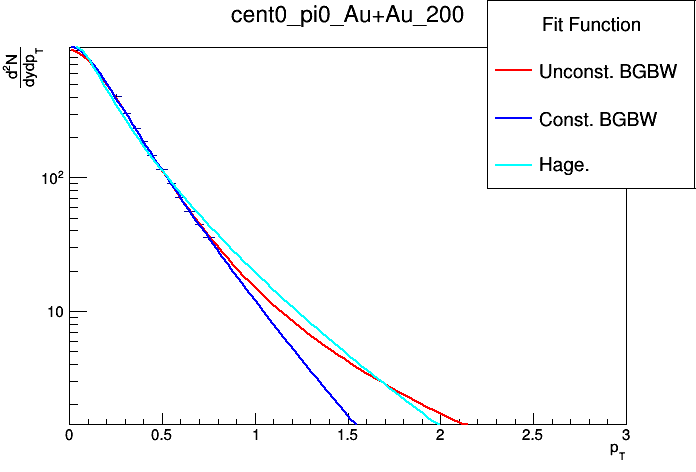 cent0_pi0_Au+Au_200
Fit Function
Unconst. BGBW
Const. BGBW
Hage.
d²N
dydp_T
10²
10
0 0.5 1 1.5 2 2.5 3
p_T